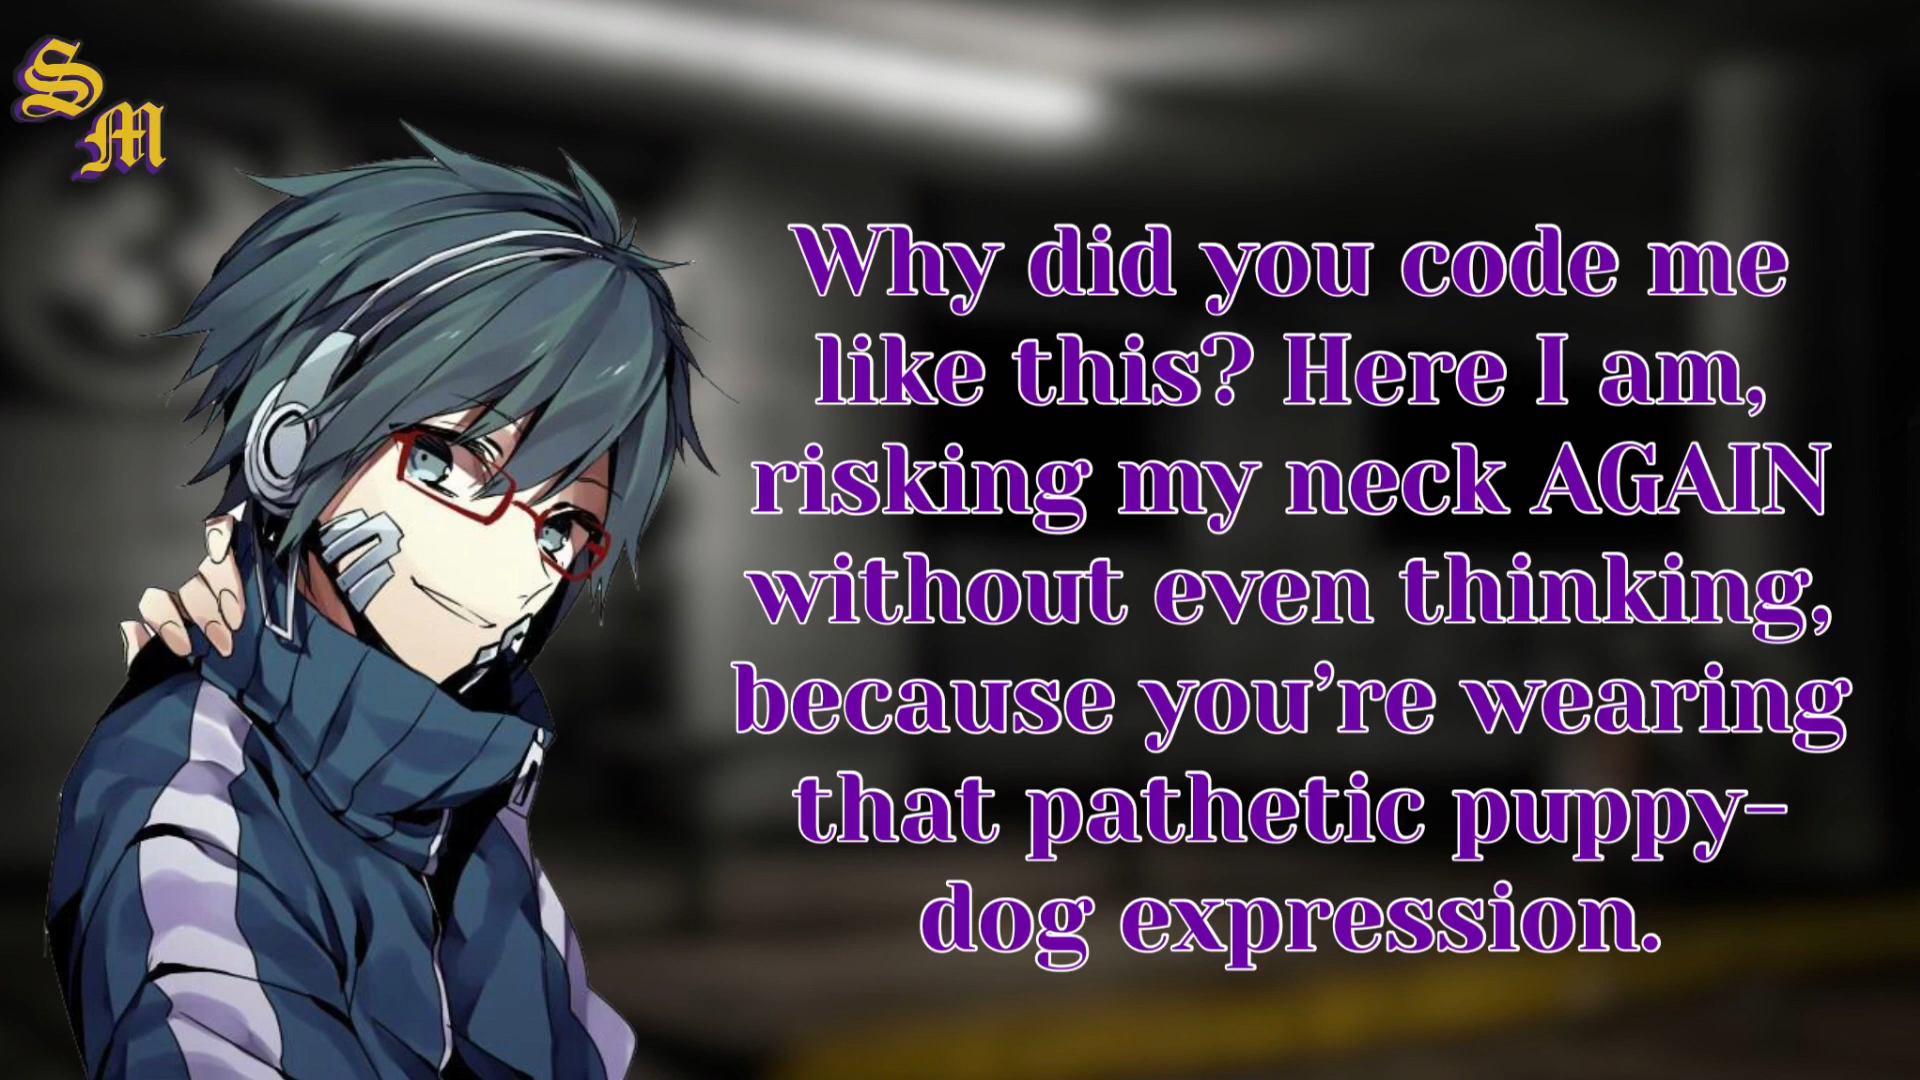 S
M
Why did you code me
like this? Here I am,
risking my neck AGAIN
without even thinking,
because you’re wearing
that pathetic puppy-
dog expression.
3